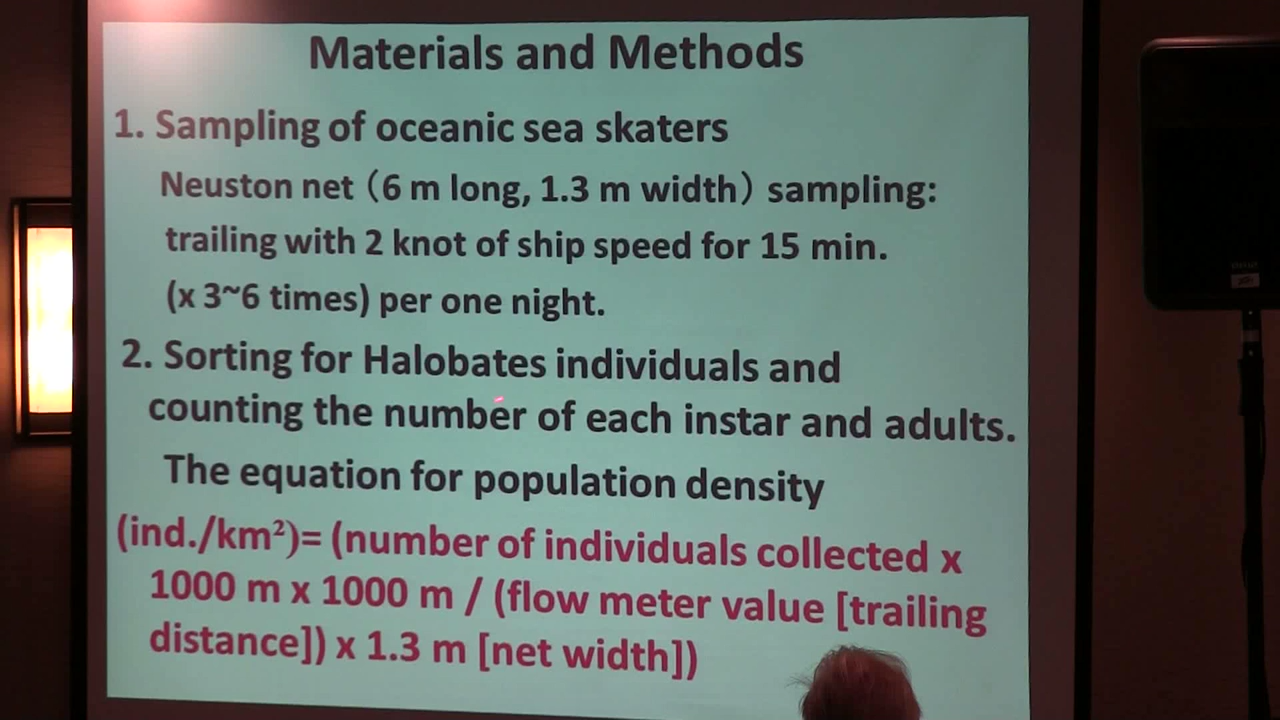 Materials and Methods
1. Sampling of oceanic sea skaters
Neuston net（6 m long, 1.3 m width）sampling:
trailing with 2 knot of ship speed for 15 min.
(x 3~6 times) per one night.
2. Sorting for Halobates individuals and
counting the number of each instar and adults.
The equation for population density
(ind./km²)= (number of individuals collected x
1000 m x 1000 m / (flow meter value [trailing
distance]) x 1.3 m [net width])